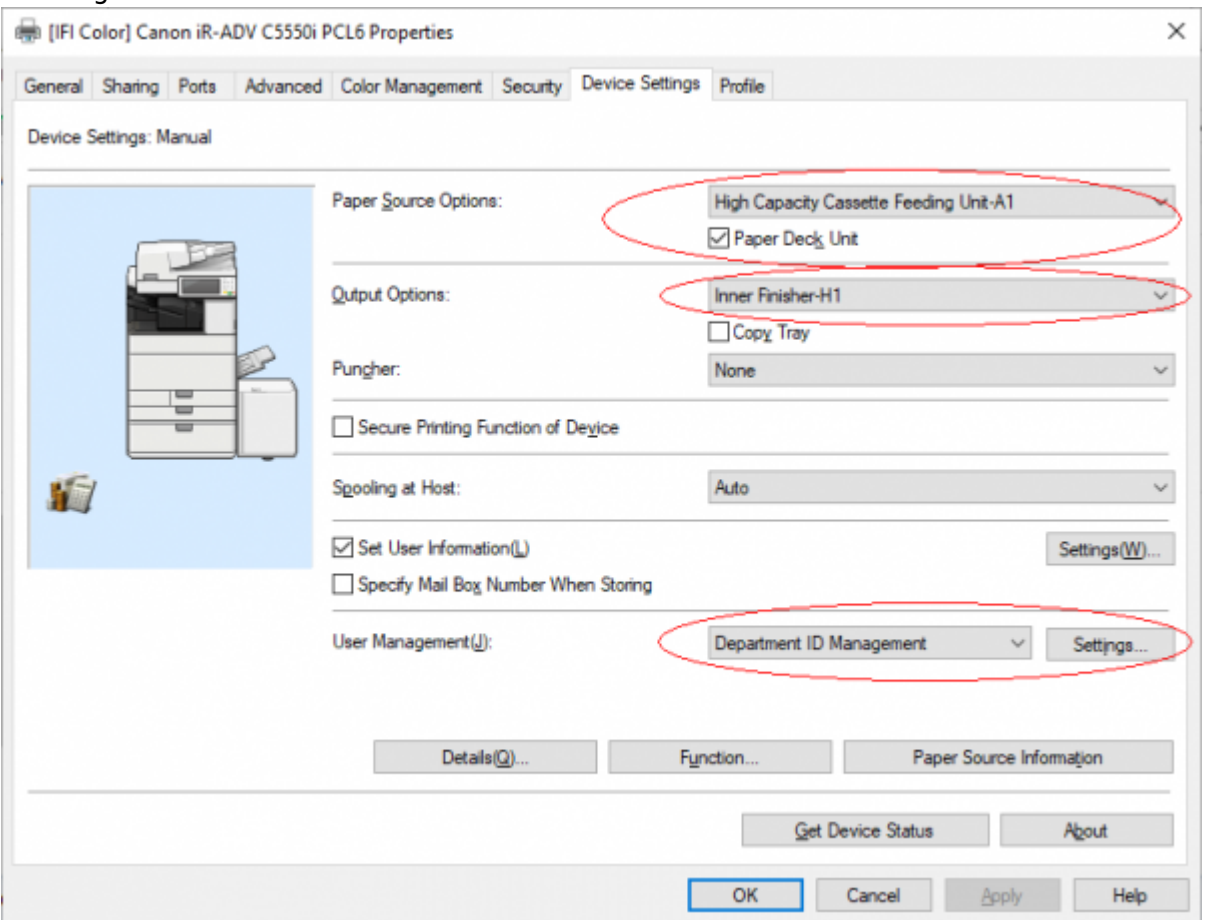 [IFI Color] Canon iR-ADV C5550i PCL6 Properties
General Sharing Ports Advanced Color Management Security Device Settings Profile
Device Settings: Manual
Paper Source Options:
High Capacity Cassette Feeding Unit-A1
Paper Deck Unit
Output Options:
Inner Finisher-H1
Copy Tray
Puncher:
None
Secure Printing Function of Device
Spooling at Host:
Auto
Set User Information(L)
Settings(W)...
Specify Mail Box Number When Storing
User Management(J):
Department ID Management
Settings...
Details(Q)...
Function...
Paper Source Information
Get Device Status
About
OK
Cancel
Apply
Help